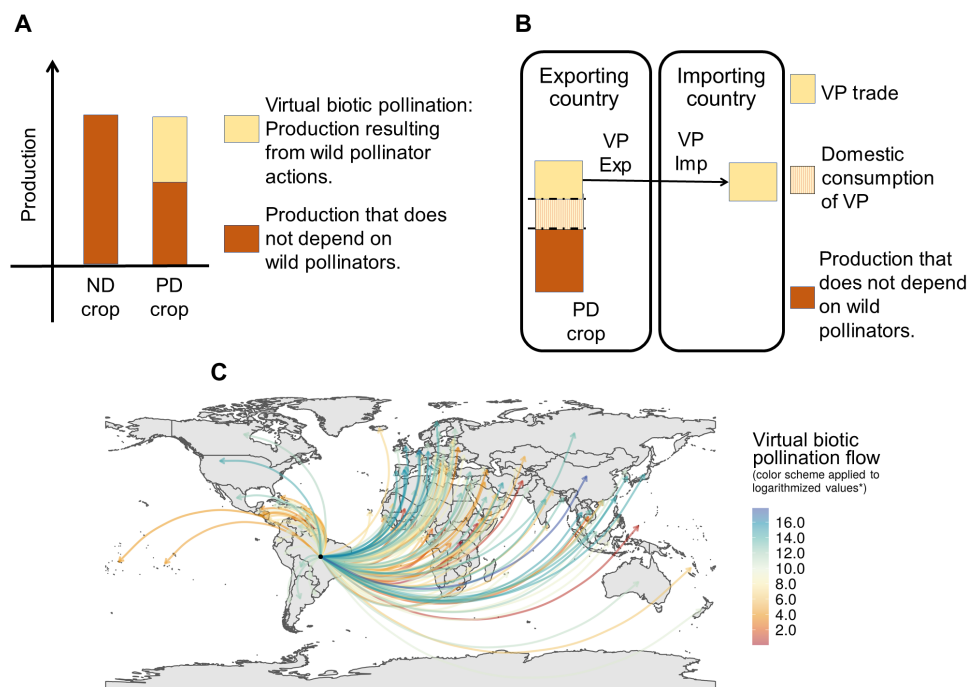 A
Production
ND
crop
PD
crop
Virtual biotic pollination:
Production resulting
from wild pollinator
actions.
Production that does
not depend on
wild pollinators.
B
Exporting
country
Importing
country
VP
Exp
VP
Imp
PD
crop
VP trade
Domestic
consumption
of VP
Production that
does not depend
on wild
pollinators.
C
Virtual biotic
pollination flow
(color scheme applied to
logarithmized values*)
16.0
14.0
12.0
10.0
8.0
6.0
4.0
2.0